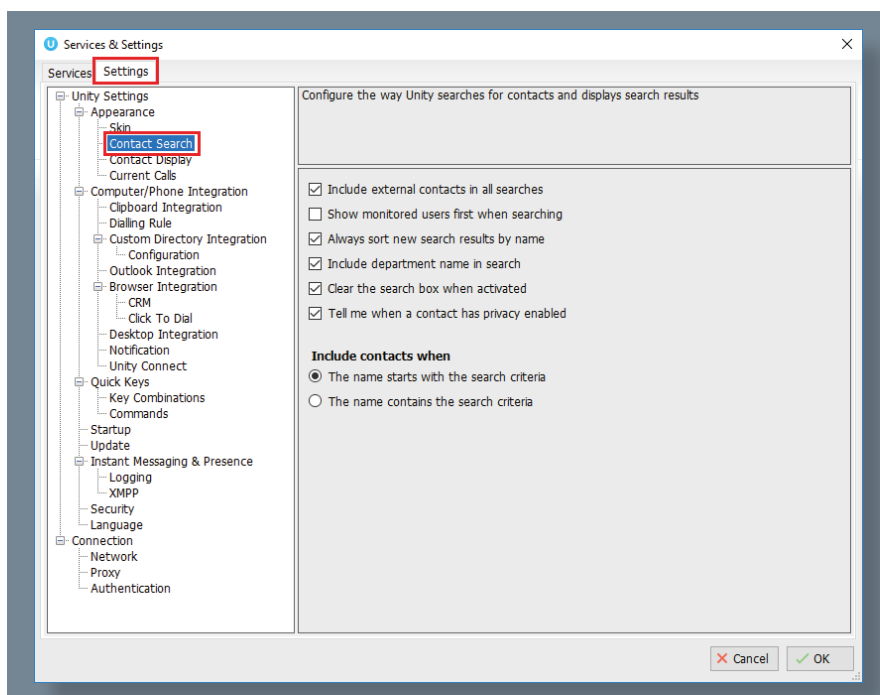 Services & Settings
Services
Settings
Unity Settings
Appearance
Skin
Contact Search
Contact Display
Current Calls
Computer/Phone Integration
Clipboard Integration
Dialling Rule
Custom Directory Integration
Configuration
Outlook Integration
Browser Integration
CRM
Click To Dial
Desktop Integration
Notification
Unity Connect
Quick Keys
Key Combinations
Commands
Startup
Update
Instant Messaging & Presence
Logging
XMPP
Security
Language
Connection
Network
Proxy
Authentication
Configure the way Unity searches for contacts and displays search results
Include external contacts in all searches
Show monitored users first when searching
Always sort new search results by name
Include department name in search
Clear the search box when activated
Tell me when a contact has privacy enabled
Include contacts when
The name starts with the search criteria
The name contains the search criteria
Cancel
OK